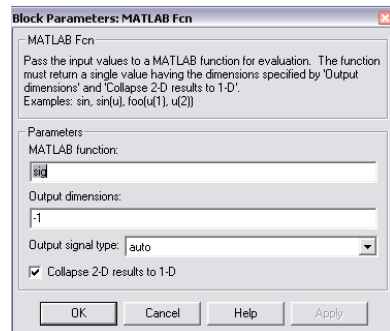 Block Parameters: MATLAB Fcn
MATLAB Fcn
Pass the input values to a MATLAB function for evaluation. The function
must return a single value having the dimensions specified by 'Output
dimensions' and 'Collapse 2-D results to 1-D'.
Examples: sin, sin(u), foo(u(1), u(2))
Parameters
MATLAB function:
sig
Output dimensions:
-1
Output signal type: auto
Collapse 2-D results to 1-D
OK Cancel Help Apply